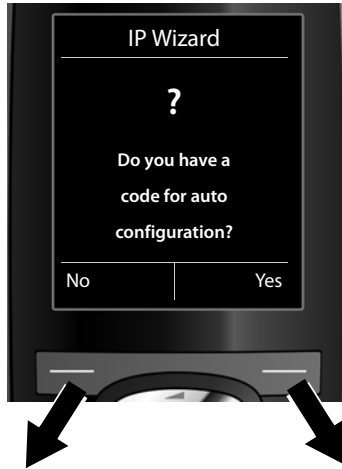 IP Wizard
?
Do you have a
code for auto
configuration?
No Yes